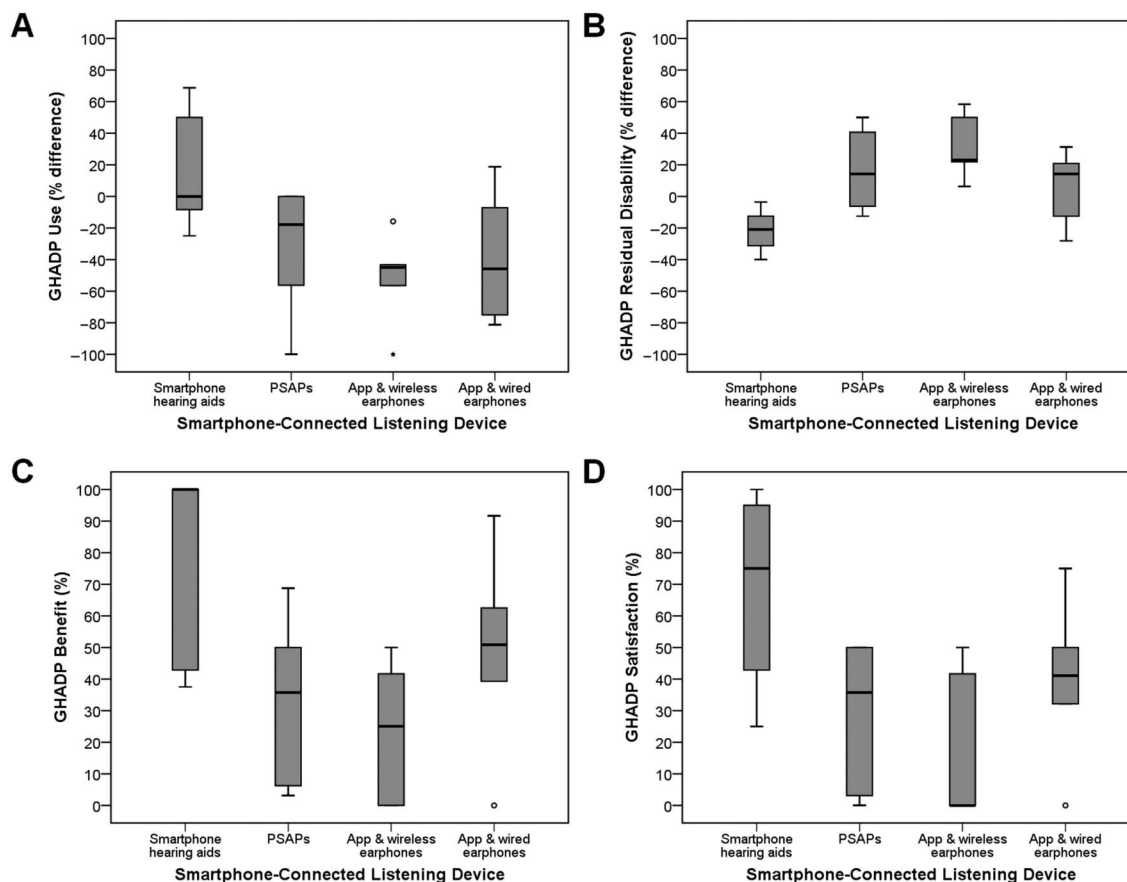 A
GHADP Use (% difference)
100
80
60
40
20
0
−20
−40
−60
−80
−100
Smartphone
hearing aids
PSAPs
App & wireless
earphones
App & wired
earphones
Smartphone-Connected Listening Device
B
GHADP Residual Disability (% difference)
100
80
60
40
20
0
−20
−40
−60
−80
−100
Smartphone
hearing aids
PSAPs
App & wireless
earphones
App & wired
earphones
Smartphone-Connected Listening Device
C
GHADP Benefit (%)
100
90
80
70
60
50
40
30
20
10
0
Smartphone
hearing aids
PSAPs
App & wireless
earphones
App & wired
earphones
Smartphone-Connected Listening Device
D
GHADP Satisfaction (%)
100
90
80
70
60
50
40
30
20
10
0
Smartphone
hearing aids
PSAPs
App & wireless
earphones
App & wired
earphones
Smartphone-Connected Listening Device